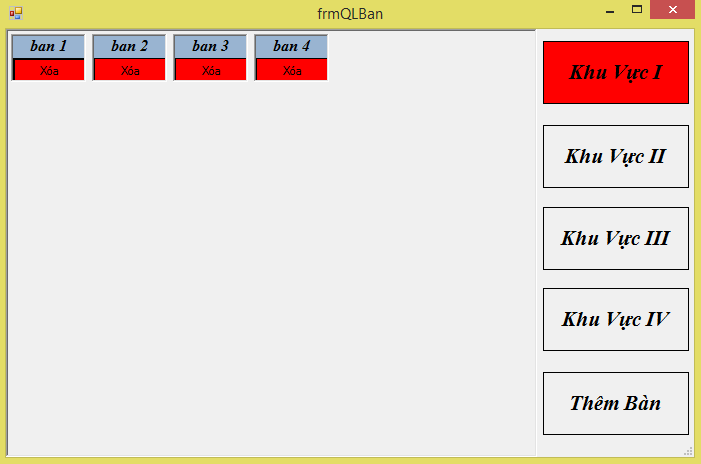 frmQLBan
ban 1 ban 2 ban 3 ban 4
Xóa Xóa Xóa Xóa
Khu Vực I
Khu Vực II
Khu Vực III
Khu Vực IV
Thêm Bàn